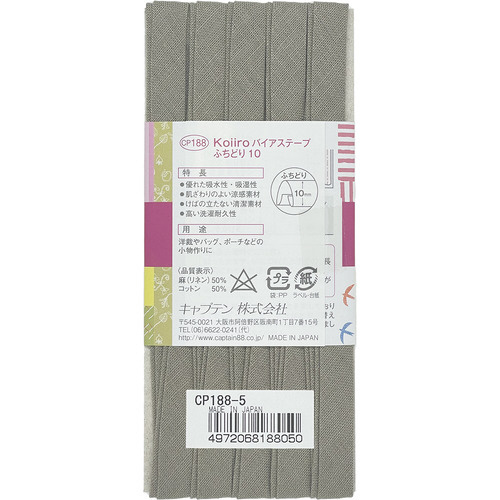 CP188 Koiiro バイアステープ
ふちどり10
特長
●優れた吸水性・吸湿性
●肌ざわりのよい涼感素材
●けばの立たない清潔素材
●高い洗濯耐久性
ふちどり
10mm
用途
洋裁やバッグ、ポーチなどの
小物作りに
〈品質表示〉
麻(リネン) 50%
コットン 50%
プラ
袋:PP
紙
ラベル・台紙
キャプテン 株式会社
〒545-0021 大阪市阿倍野区阪南町1丁目7番15号
TEL(06)6622-0241(代)
http://www.captain88.co.jp/ MADE IN JAPAN
長
が
CP188-5
MADE IN JAPAN
4972068188050